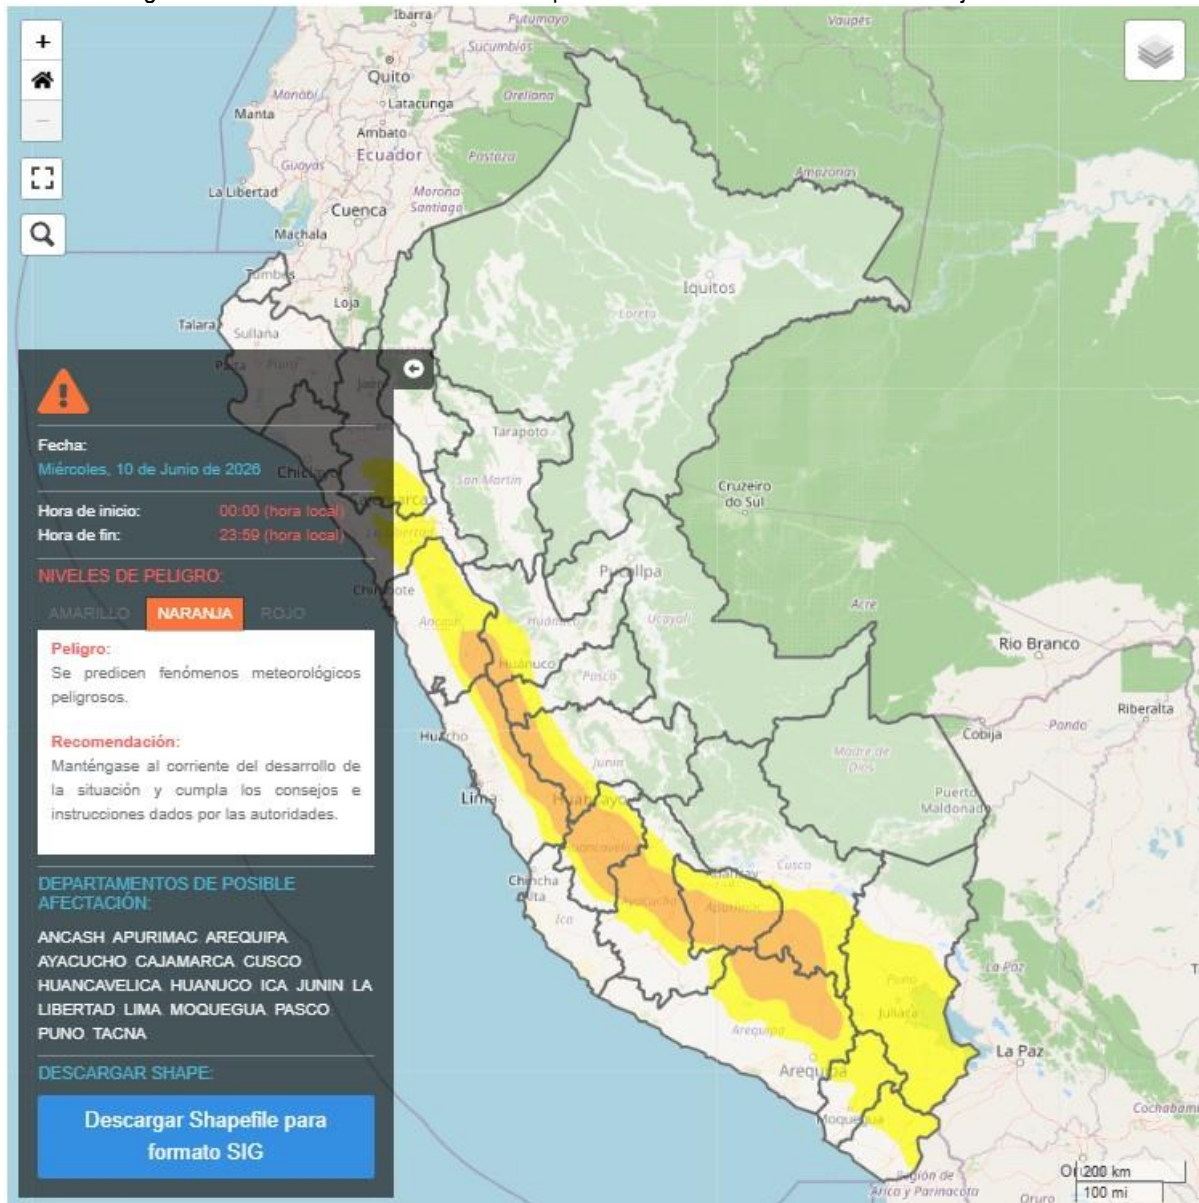 +
−
Fecha:
Miércoles, 10 de Junio de 2026
Hora de inicio: 00:00 (hora local)
Hora de fin: 23:59 (hora local)
NIVELES DE PELIGRO:
AMARILLO NARANJA ROJO
Peligro:
Se predicen fenómenos meteorológicos
peligrosos.
Recomendación:
Manténgase al corriente del desarrollo de
la situación y cumpla los consejos e
instrucciones dados por las autoridades.
DEPARTAMENTOS DE POSIBLE
AFECTACIÓN:
ANCASH APURIMAC AREQUIPA
AYACUCHO CAJAMARCA CUSCO
HUANCAVELICA HUANUCO ICA JUNIN LA
LIBERTAD LIMA MOQUEGUA PASCO
PUNO TACNA
DESCARGAR SHAPE:
Descargar Shapefile para
formato SIG
Ibarra
Putumayo
Vaupés
Sucumbíos
Quito
Orellana
Manabí
Latacunga
Manta
Ambato
Ecuador
Pastaza
Guayas
Amazonas
La Libertad
Morona-
Santiago
Cuenca
Machala
Tumbes
Iquitos
Loja
Loreto
Talara
Sullana
Paita
Piura
Tarapoto
San Martín
Cruzeiro
do Sul
Pucallpa
Ancash
Huánuco
Ucayali
Acre
Huánuco
Pasco
Rio Branco
Riberalta
Cobija
Pando
Huacho
Junín
Madre de
Dios
Lima
Huancayo
Puerto
Maldonado
Huancavelica
Cusco
Abancay
Chincha
Alta
Ayacucho
Apurímac
Ica
La Paz
Puno
Juliaca
Arequipa
La Paz
Arequipa
Moquegua
Cochabam
Región de
Arica y Parinacota
Oruro
200 km
100 mi